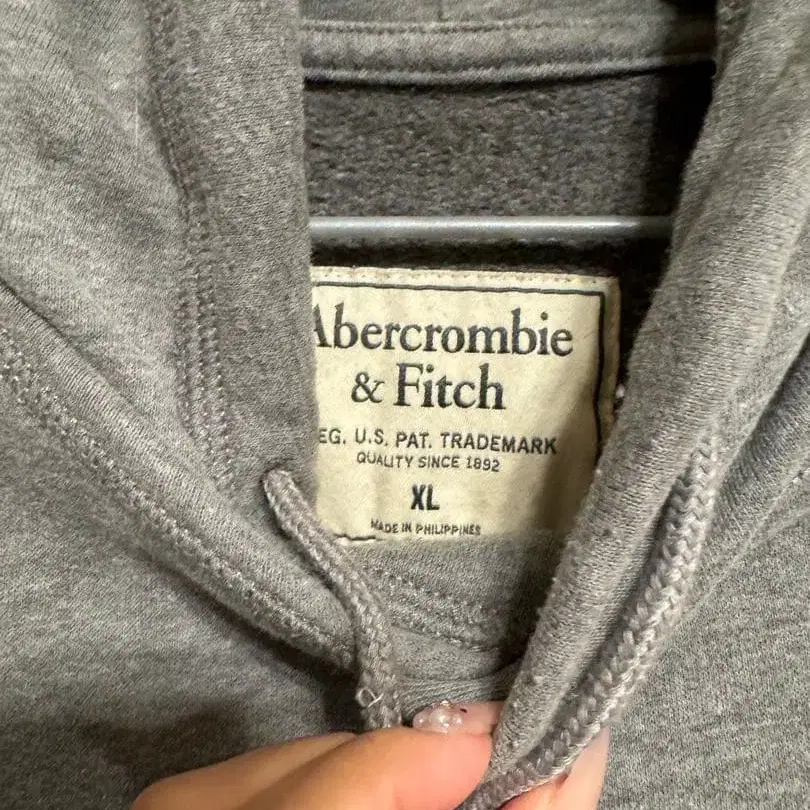 Abercrombie
& Fitch
EG. U.S. PAT. TRADEMARK
QUALITY SINCE 1892
XL
MADE IN PHILIPPINES